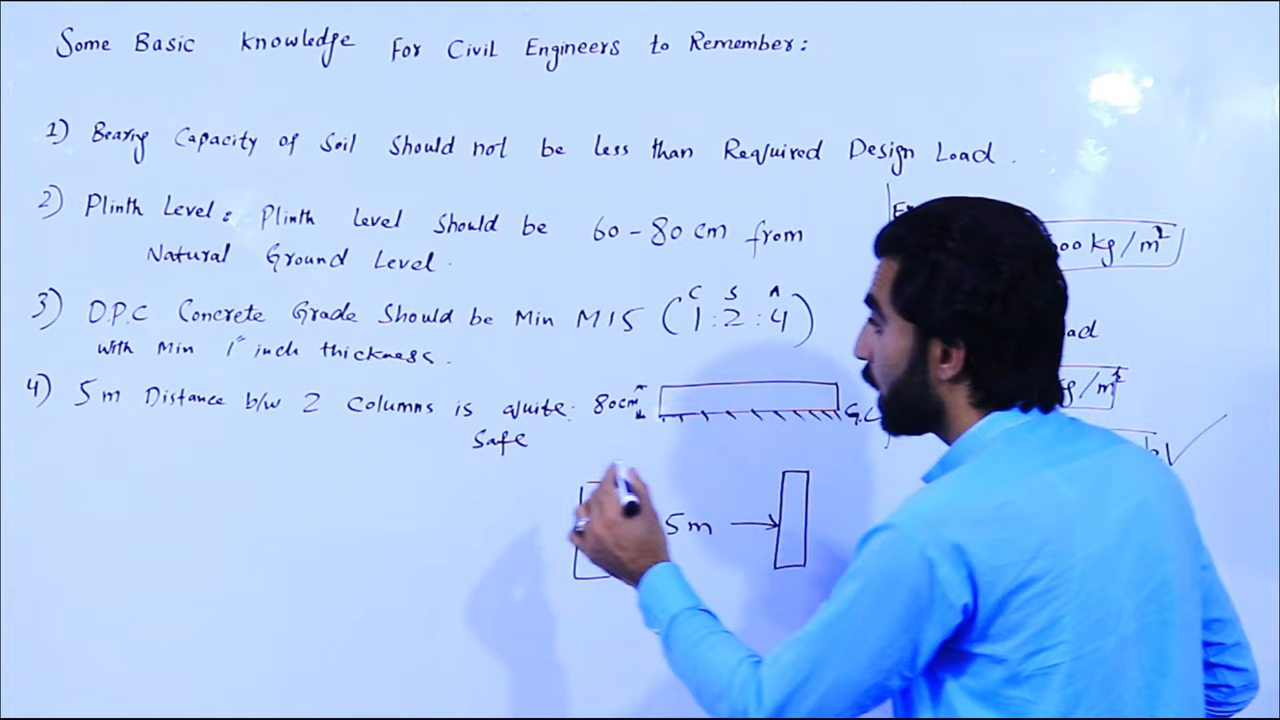 Some Basic Knowledge For Civil Engineers to Remember:
1) Bearing Capacity of Soil Should not be less than Required Design Load.
2) Plinth Level: Plinth Level Should be 60-80 cm from
Natural Ground Level.
C S A
3) D.P.C Concrete Grade Should be Min M15 (1:2:4)
with Min 1" inch thickness.
4) 5m Distance b/w 2 Columns is quite
Safe
80cm
5m
kg/m²